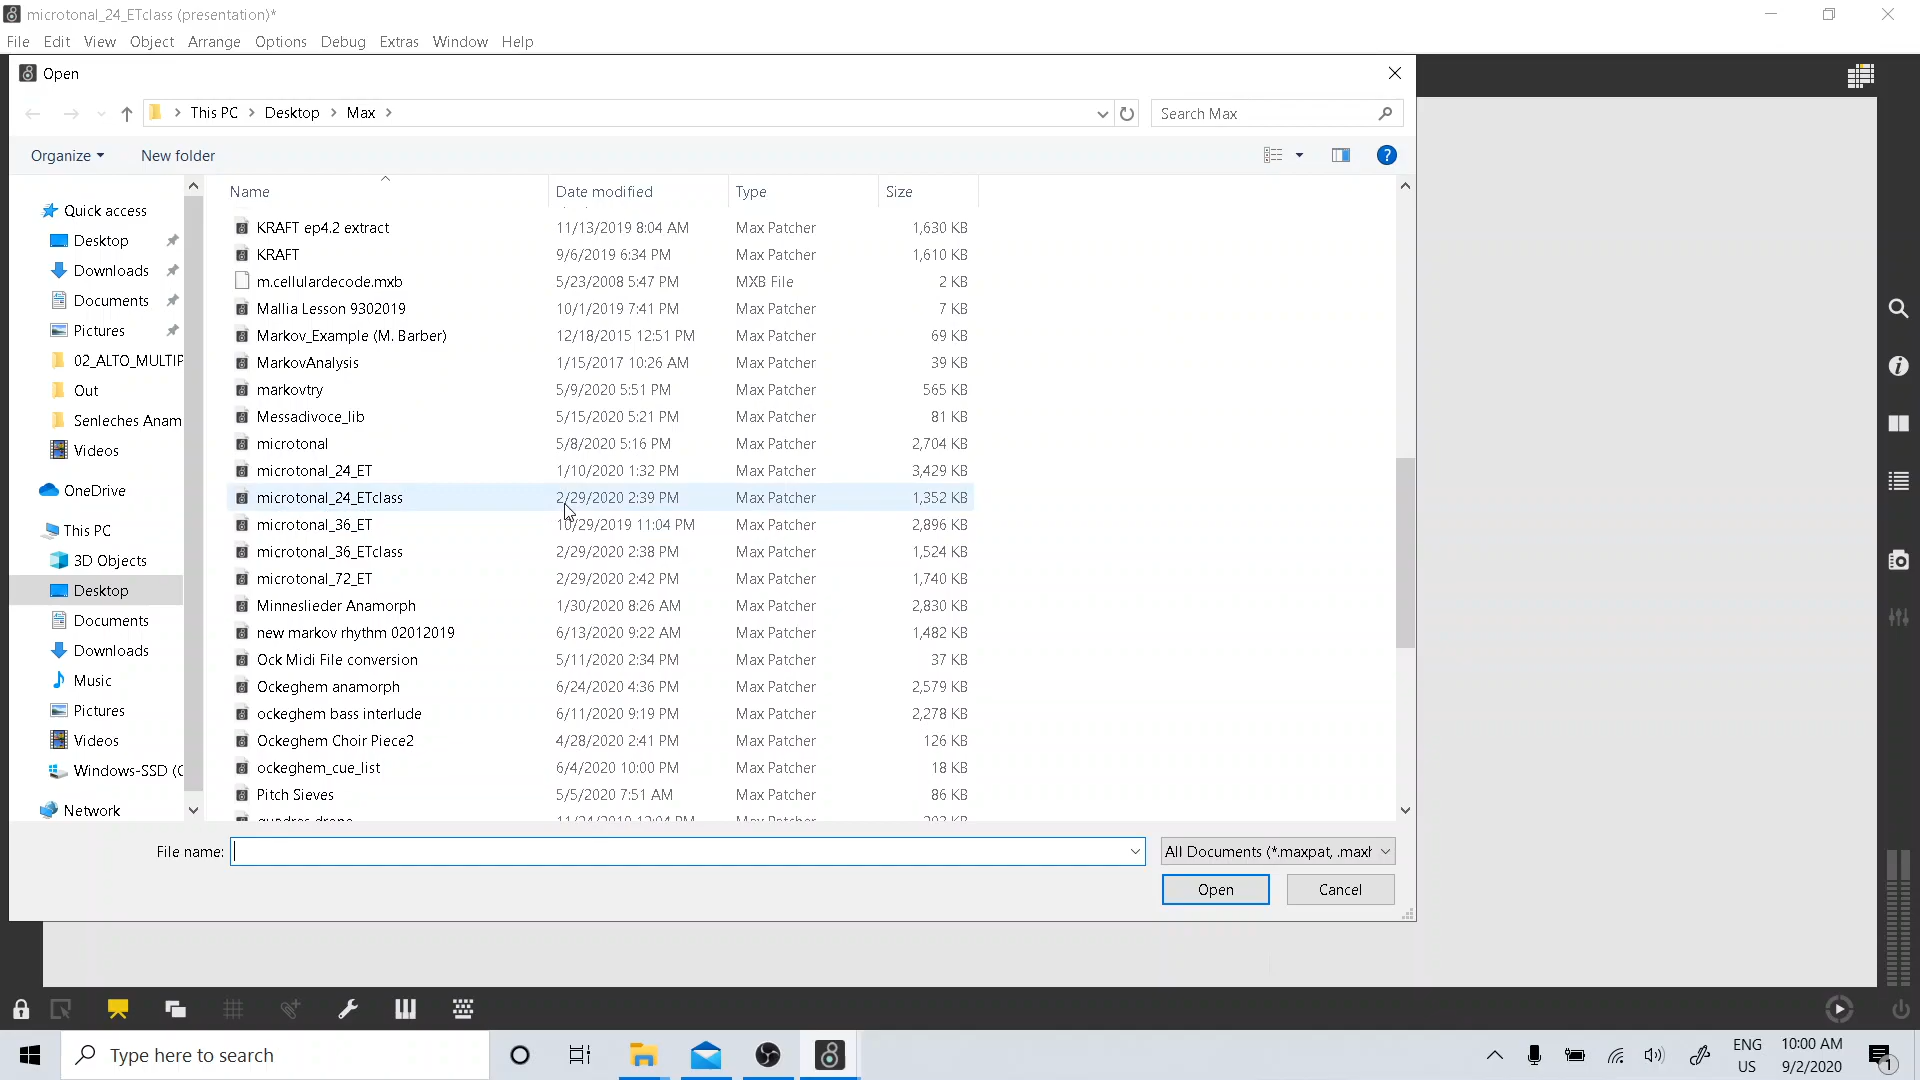 microtonal_24_ETclass (presentation)*
File Edit View Object Arrange Options Debug Extras Window Help
Open
This PC Desktop Max
Search Max
Organize New folder
Name Date modified Type Size
Quick access
Desktop
Downloads
Documents
Pictures
02_ALTO_MULTIP
Out
Senleches Anam
Videos
OneDrive
This PC
3D Objects
Desktop
Documents
Downloads
Music
Pictures
Videos
Windows-SSD (C
Network
KRAFT ep4.2 extract 11/13/2019 8:04 AM Max Patcher 1,630 KB
KRAFT 9/6/2019 6:34 PM Max Patcher 1,610 KB
m.cellulardecode.mxb 5/23/2008 5:47 PM MXB File 2 KB
Mallia Lesson 9302019 10/1/2019 7:41 PM Max Patcher 7 KB
Markov_Example (M. Barber) 12/18/2015 12:51 PM Max Patcher 69 KB
MarkovAnalysis 1/15/2017 10:26 AM Max Patcher 39 KB
markovtry 5/9/2020 5:51 PM Max Patcher 565 KB
Messadivoce_lib 5/15/2020 5:21 PM Max Patcher 81 KB
microtonal 5/8/2020 5:16 PM Max Patcher 2,704 KB
microtonal_24_ET 1/10/2020 1:32 PM Max Patcher 3,429 KB
microtonal_24_ETclass 2/29/2020 2:39 PM Max Patcher 1,352 KB
microtonal_36_ET 10/29/2019 11:04 PM Max Patcher 2,896 KB
microtonal_36_ETclass 2/29/2020 2:38 PM Max Patcher 1,524 KB
microtonal_72_ET 2/29/2020 2:42 PM Max Patcher 1,740 KB
Minneslieder Anamorph 1/30/2020 8:26 AM Max Patcher 2,830 KB
new markov rhythm 02012019 6/13/2020 9:22 AM Max Patcher 1,482 KB
Ock Midi File conversion 5/11/2020 2:34 PM Max Patcher 37 KB
Ockeghem anamorph 6/24/2020 4:36 PM Max Patcher 2,579 KB
ockeghem bass interlude 6/11/2020 9:19 PM Max Patcher 2,278 KB
Ockeghem Choir Piece2 4/28/2020 2:41 PM Max Patcher 126 KB
ockeghem_cue_list 6/4/2020 10:00 PM Max Patcher 18 KB
Pitch Sieves 5/5/2020 7:51 AM Max Patcher 86 KB
File name:
All Documents (*.maxpat, .maxh
Open Cancel
Type here to search
ENG
US
10:00 AM
9/2/2020
1